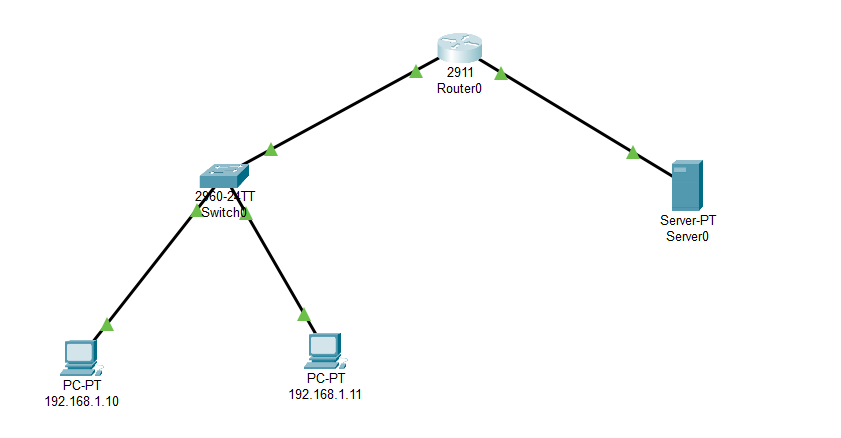 2911
Router0
2960-24TT
Switch0
Server-PT
Server0
PC-PT
192.168.1.10
PC-PT
192.168.1.11